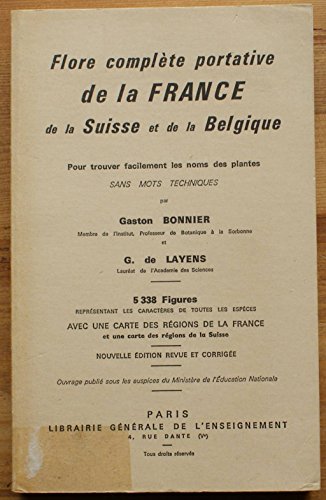 Flore complète portative
de la FRANCE
de la Suisse et de la Belgique
Pour trouver facilement les noms des plantes
SANS MOTS TECHNIQUES
par
Gaston BONNIER
Membre de l'Institut, Professeur de Botanique à la Sorbonne
et
G. de LAYENS
Lauréat de l'Academie des Sciences
5 338 Figures
REPRÉSENTANT LES CARACTÈRES DE TOUTES LES ESPÈCES
AVEC UNE CARTE DES RÉGIONS DE LA FRANCE
et une carte des régions de la Suisse
NOUVELLE ÉDITION REVUE ET CORRIGÉE
Ouvrage publié sous les auspices du Ministère de l'Éducation Nationale
PARIS
LIBRAIRIE GÉNÉRALE DE L'ENSEIGNEMENT
4, RUE DANTE (Vᵉ)
Tous droits réservés